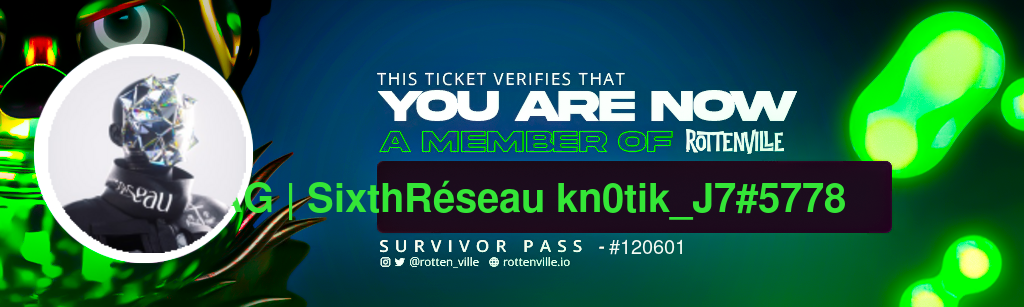 THIS TICKET VERIFIES THAT
YOU ARE NOW
A MEMBER OF ROTTENVILLE
| SixthRéseau kn0tik_J7#5778
SURVIVOR PASS - #120601
@rotten_ville rottenville.io